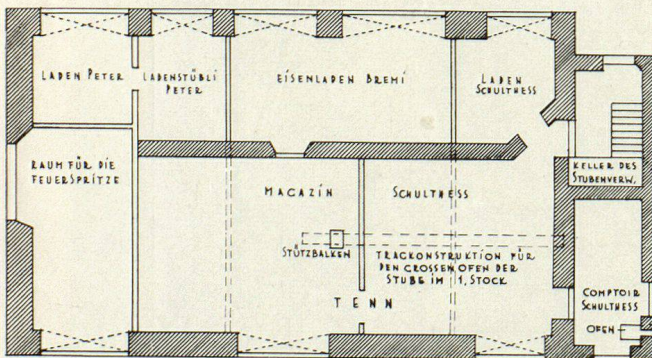 LADEN PETER
LADENSTÜBLI
PETER
EISENLADEN BREMI
LADEN
SCHULTHESS
RAUM FÜR DIE
FEUERSPRITZE
KELLER DES
STUBENVERW.
MAGAZIN
SCHULTHESS
STÜTZBALKEN
TRAGKONSTRUKTION FÜR
DEN GROSSEN OFEN DER
STUBE IM 1. STOCK
TENN
COMPTOIR
SCHULTHESS
OFEN